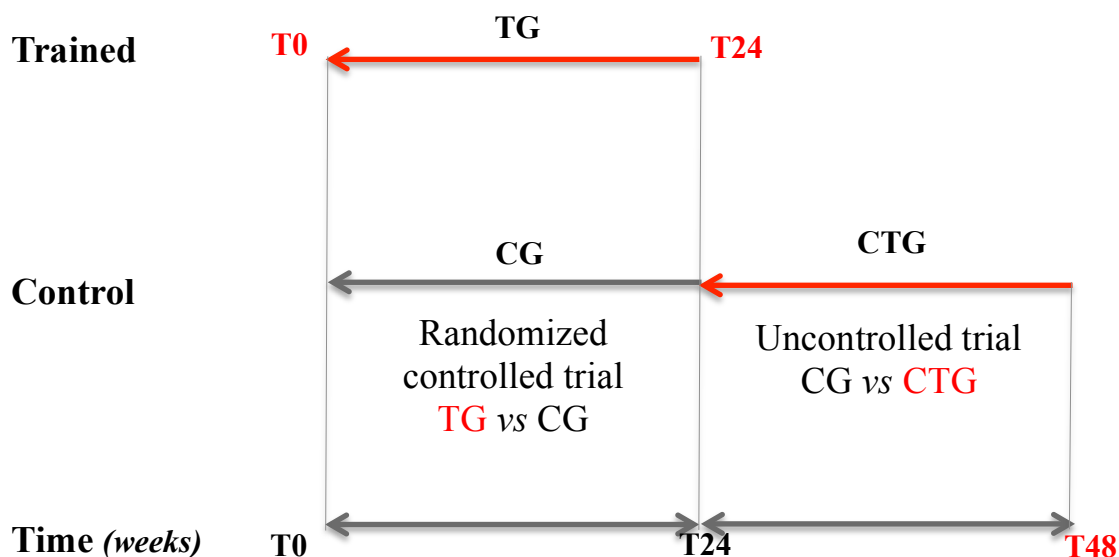 TG
Trained T0 T24
CG CTG
Control
Randomized
controlled trial
TG vs CG
Uncontrolled trial
CG vs CTG
Time (weeks) T0 T24 T48